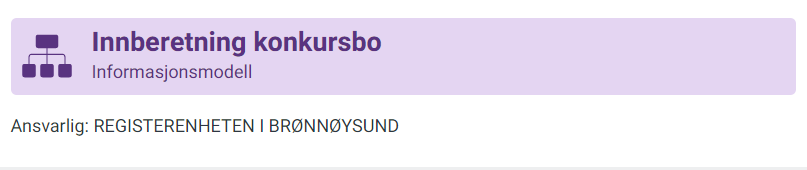 Innberetning konkursbo
Informasjonsmodell
Ansvarlig: REGISTERENHETEN I BRØNNØYSUND